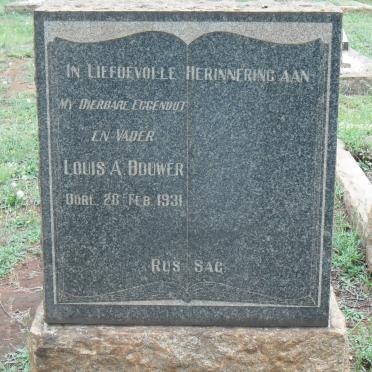 IN LIEFDEVOLLE HERINNERING AAN
MY DIERBARE EGGENOOT
EN VADER
LOUIS A. BOUWER
OORL. 28 FEB. 1931
RUS SAG